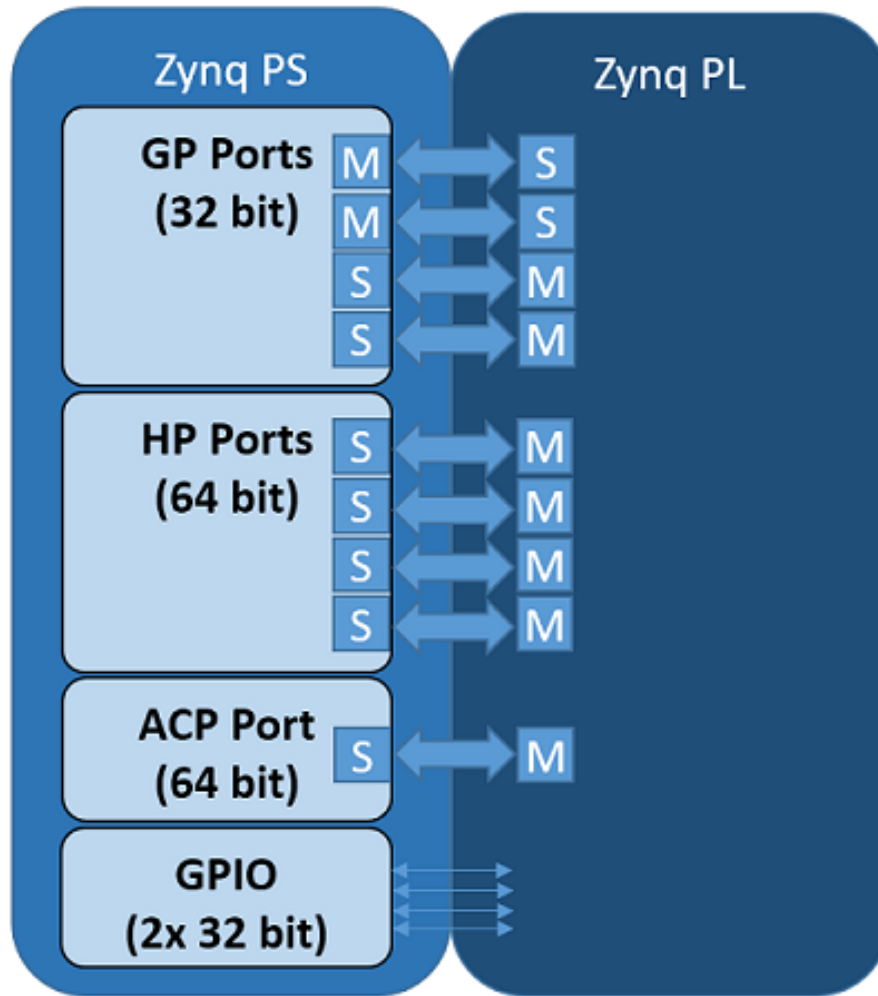 Zynq PS
Zynq PL
GP Ports
(32 bit)
M
S
M
S
S
M
S
M
HP Ports
(64 bit)
S
M
S
M
S
M
S
M
ACP Port
(64 bit)
S
M
GPIO
(2x 32 bit)